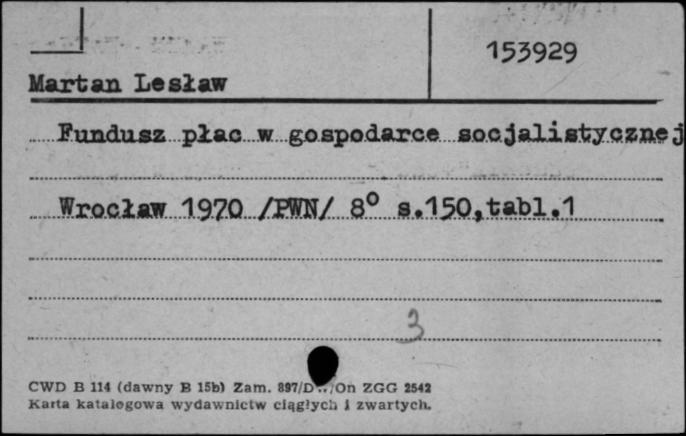 153929
Martan Lesław
Fundusz płac w gospodarce socjalistycznej
Wrocław 1970 /PWN/ 8° s.150,tabl.1
3
CWD B 114 (dawny B 15b) Zam. 897/D /On ZGG 2542
Karta katalogowa wydawnictw ciągłych i zwartych.